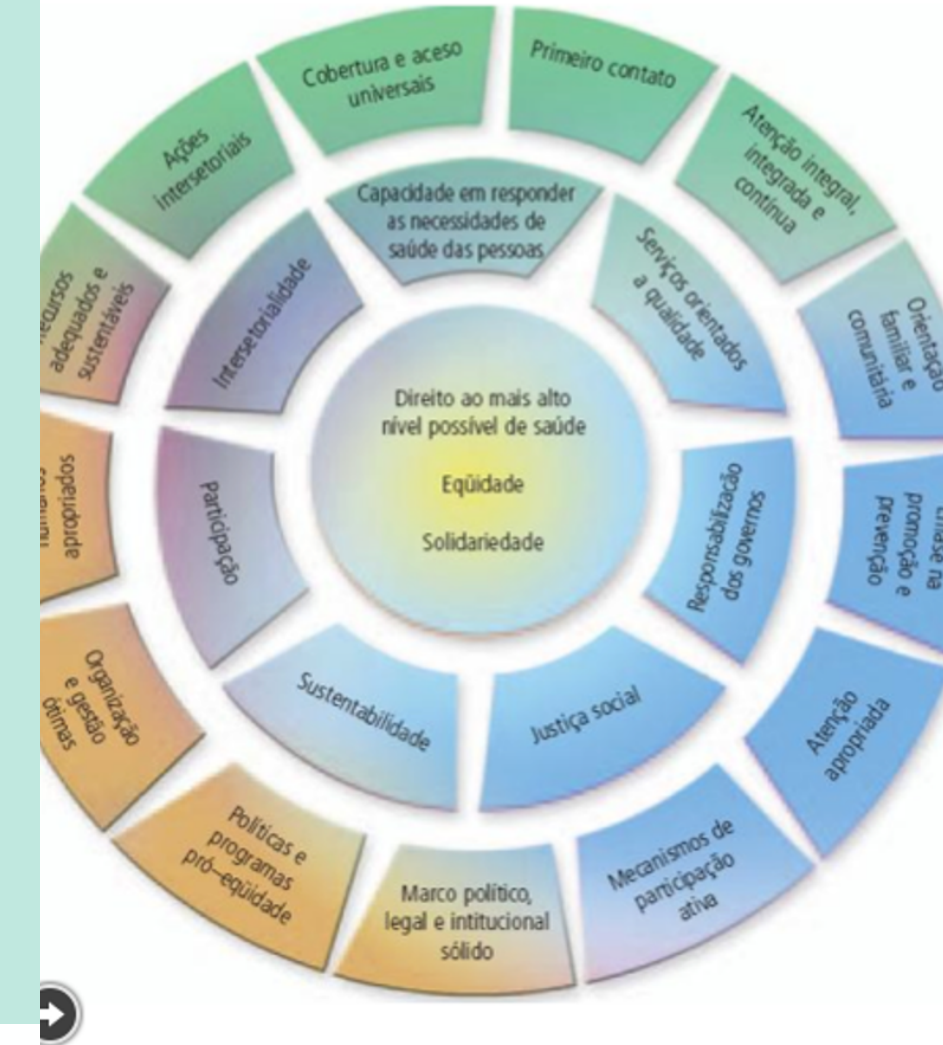 Cobertura e aceso
universais
Primeiro contato
Atenção integral,
integrada e
contínua
Orientação
familiar e
comunitária
promoção e
prevenção
Atenção
apropriada
Mecanismos de
participação
ativa
Marco político,
legal e intitucional
sólido
Políticas e
programas
pró-eqüidade
Organização
e gestão
ótimas
apropriados
adequados e
sustentáveis
Ações
intersetoriais
Capacidade em responder
as necessidades de
saúde das pessoas
Serviços orientados
a qualidade
Responsabilização
dos governos
Justiça social
Sustentabilidade
Participação
Intersetorialidade
Direito ao mais alto
nível possível de saúde
Eqüidade
Solidariedade